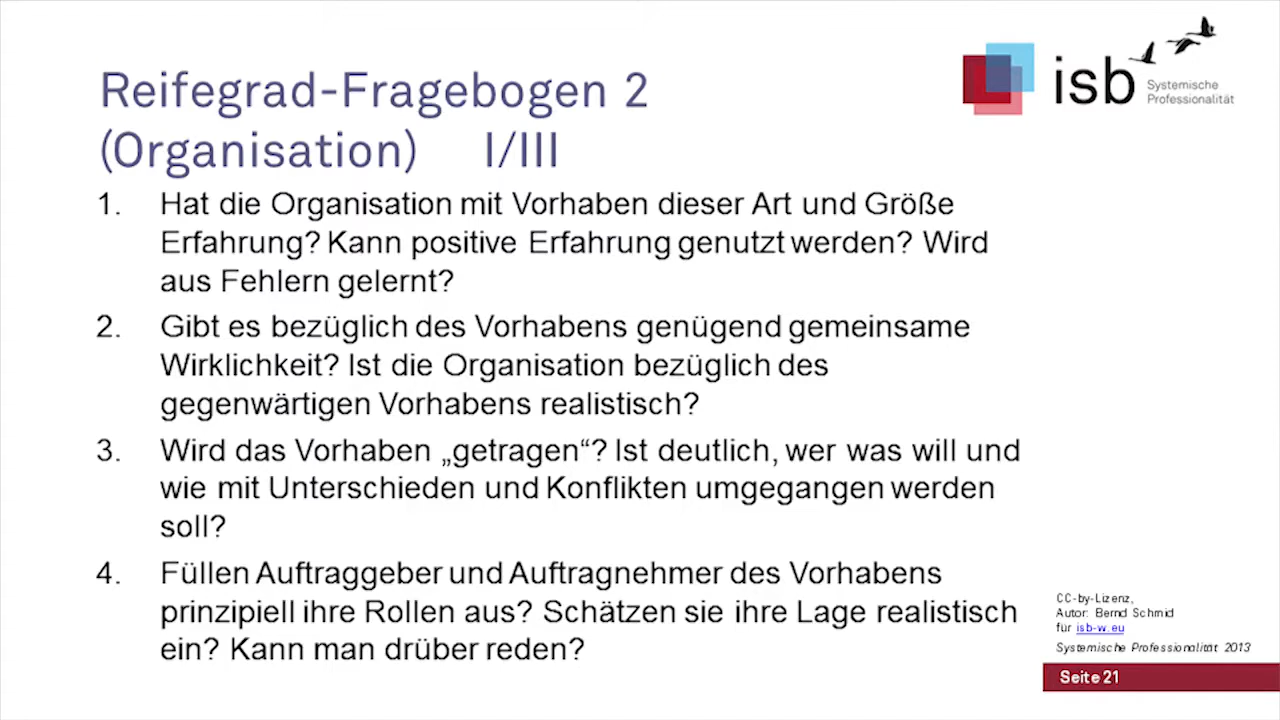 Reifegrad-Fragebogen 2
(Organisation) I/III
isb
Systemische
Professionalität
1. Hat die Organisation mit Vorhaben dieser Art und Größe
Erfahrung? Kann positive Erfahrung genutzt werden? Wird
aus Fehlern gelernt?
2. Gibt es bezüglich des Vorhabens genügend gemeinsame
Wirklichkeit? Ist die Organisation bezüglich des
gegenwärtigen Vorhabens realistisch?
3. Wird das Vorhaben „getragen“? Ist deutlich, wer was will und
wie mit Unterschieden und Konflikten umgegangen werden
soll?
4. Füllen Auftraggeber und Auftragnehmer des Vorhabens
prinzipiell ihre Rollen aus? Schätzen sie ihre Lage realistisch
ein? Kann man drüber reden?
CC-by-Lizenz,
Autor: Bernd Schmid
für isb-w.eu
Systemische Professionalität 2013
Seite 21